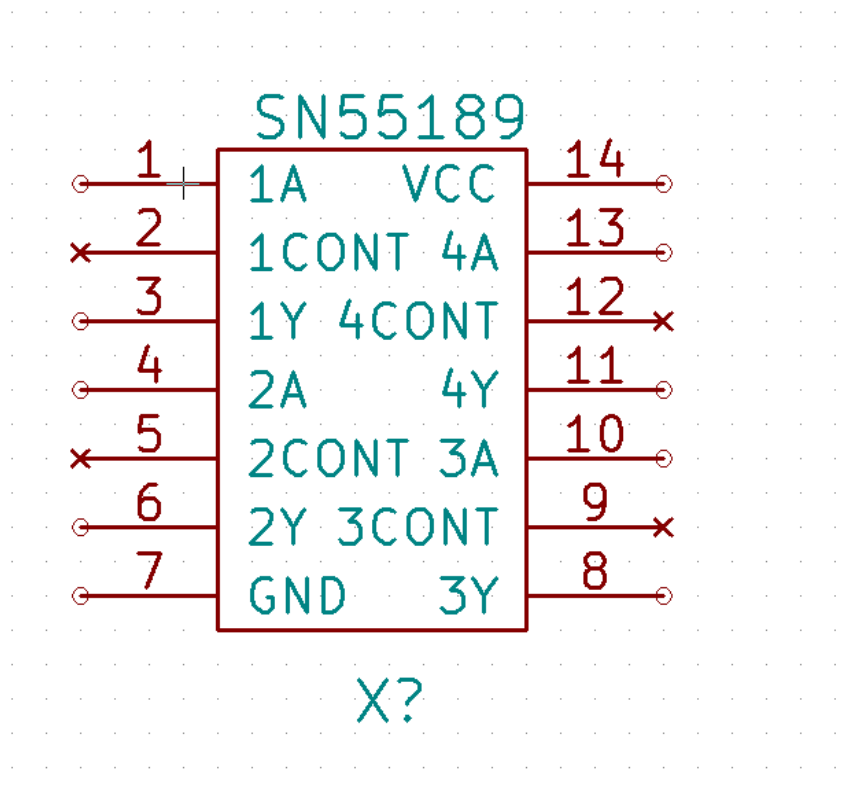 SN55189
1 1A VCC 14
2 1CONT 4A 13
3 1Y 4CONT 12
4 2A 4Y 11
5 2CONT 3A 10
6 2Y 3CONT 9
7 GND 3Y 8
X?